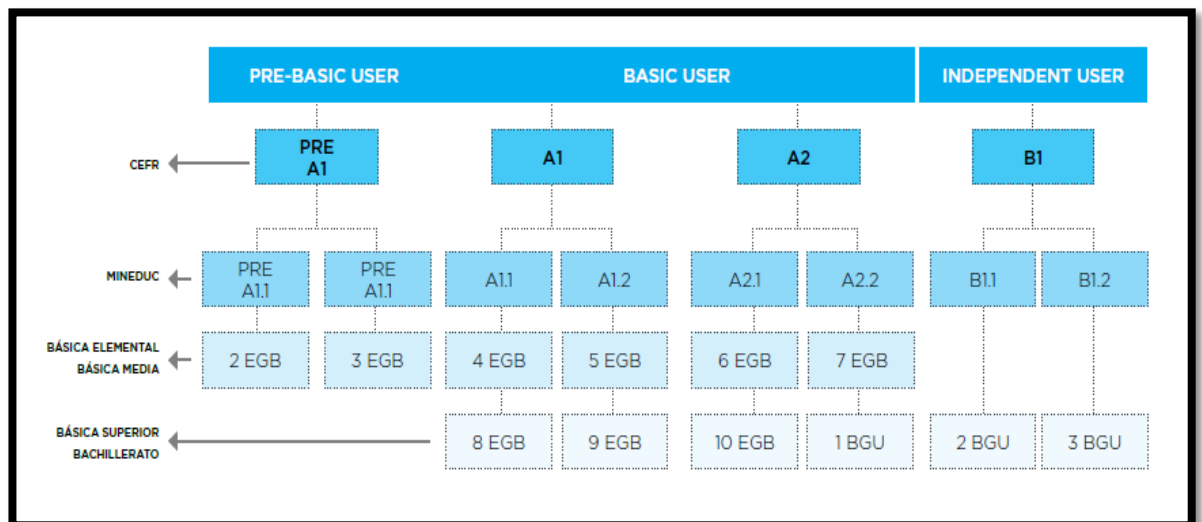 PRE-BASIC USER BASIC USER INDEPENDENT USER
CEFR
PRE
A1
A1
A2
B1
MINEDUC
PRE
A1.1
PRE
A1.1
A1.1
A1.2
A2.1
A2.2
B1.1
B1.2
BÁSICA ELEMENTAL
BÁSICA MEDIA
2 EGB 3 EGB 4 EGB 5 EGB 6 EGB 7 EGB
BÁSICA SUPERIOR
BACHILLERATO
8 EGB 9 EGB 10 EGB 1 BGU 2 BGU 3 BGU